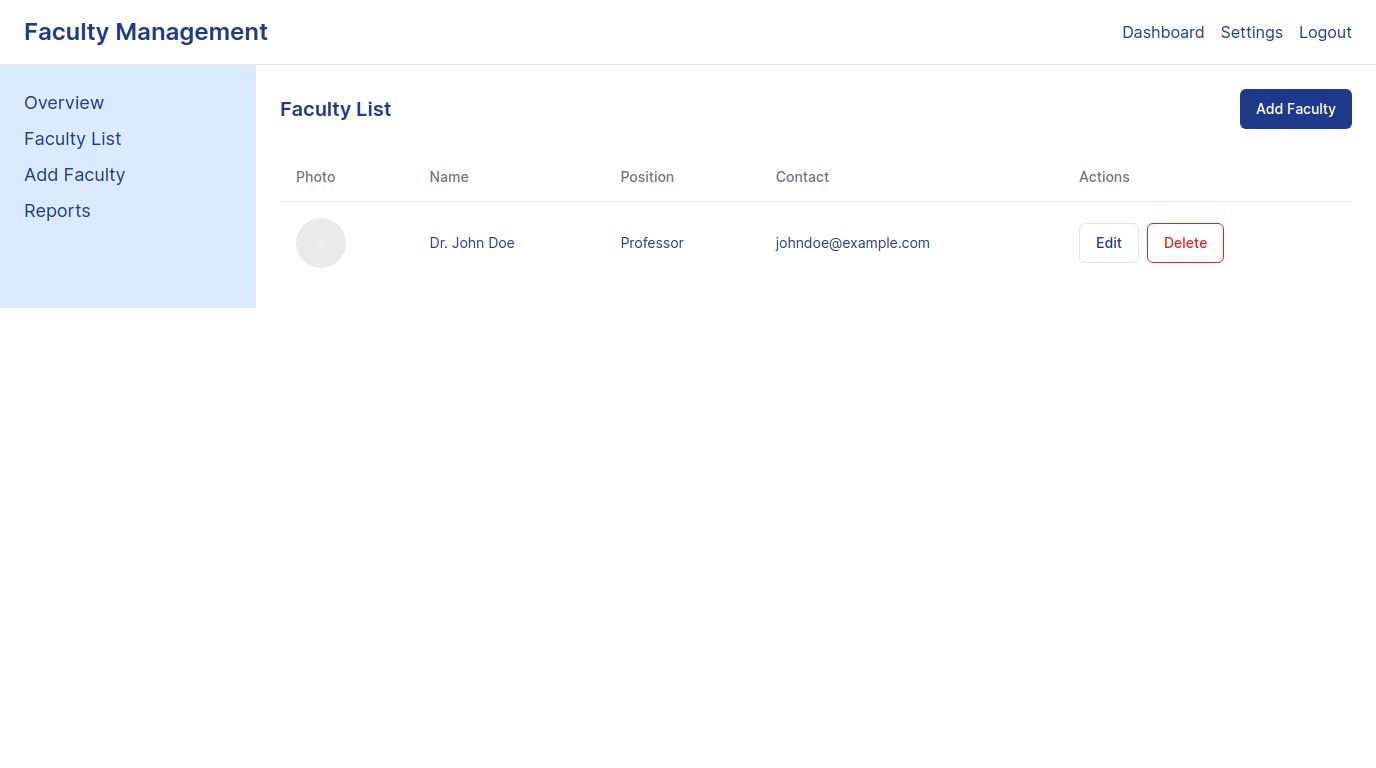 Faculty Management
Dashboard Settings Logout
Overview
Faculty List
Add Faculty
Reports
Faculty List
Add Faculty
Photo Name Position Contact Actions
Dr. John Doe Professor johndoe@example.com Edit Delete